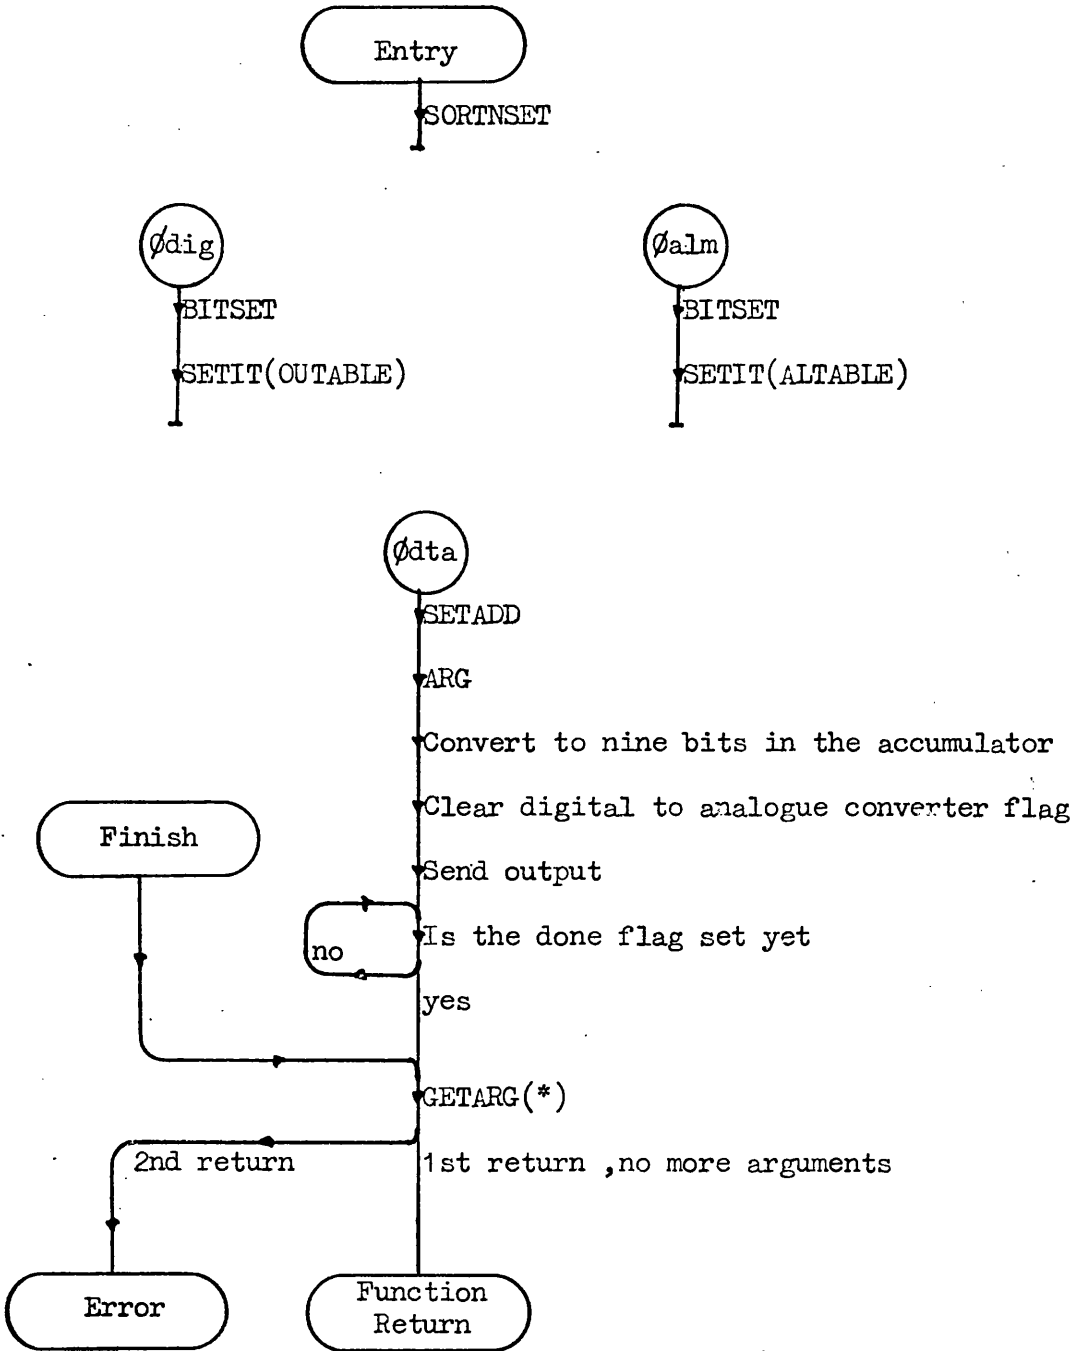 Entry
SORTNSET
Ødig
Øalm
BITSET
BITSET
SETIT(OUTABLE)
SETIT(ALTABLE)
Ødta
SETADD
ARG
Convert to nine bits in the accumulator
Clear digital to analogue converter flag
Finish
Send output
Is the done flag set yet
no
yes
GETARG(*)
2nd return
1st return ,no more arguments
Error
Function
Return